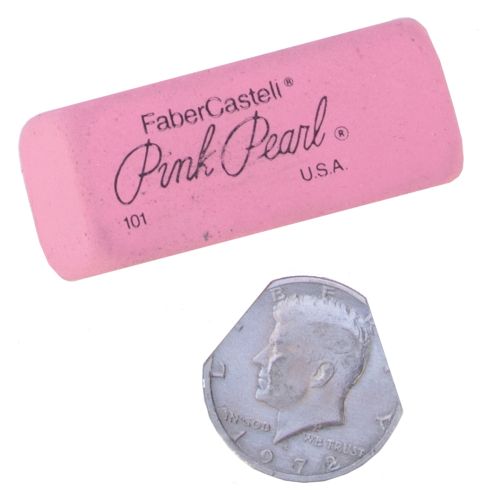 FaberCastell®
Pink Pearl®
101 U.S.A.
B E
L Y
IN GOD WE TRUST
1972